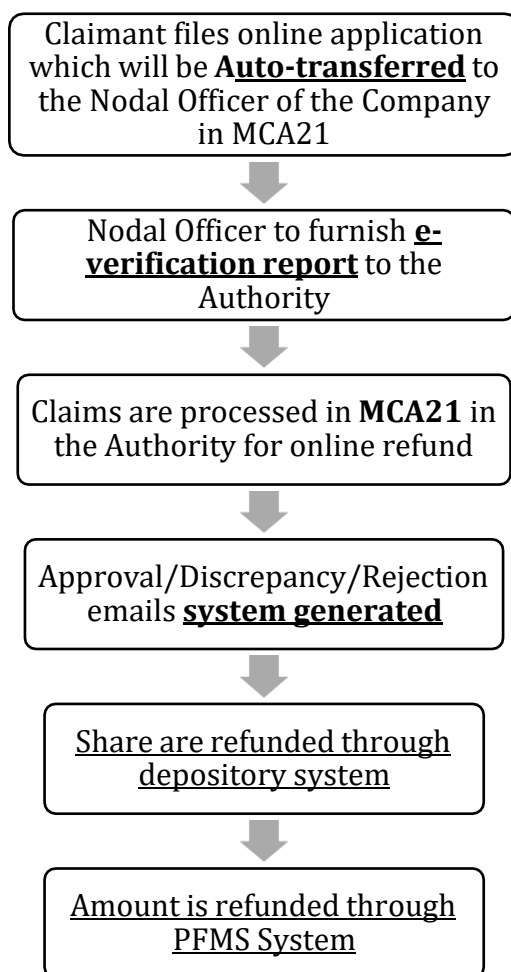 Claimant files online application
which will be Auto-transferred to
the Nodal Officer of the Company
in MCA21
Nodal Officer to furnish e-
verification report to the
Authority
Claims are processed in MCA21 in
the Authority for online refund
Approval/Discrepancy/Rejection
emails system generated
Share are refunded through
depository system
Amount is refunded through
PFMS System